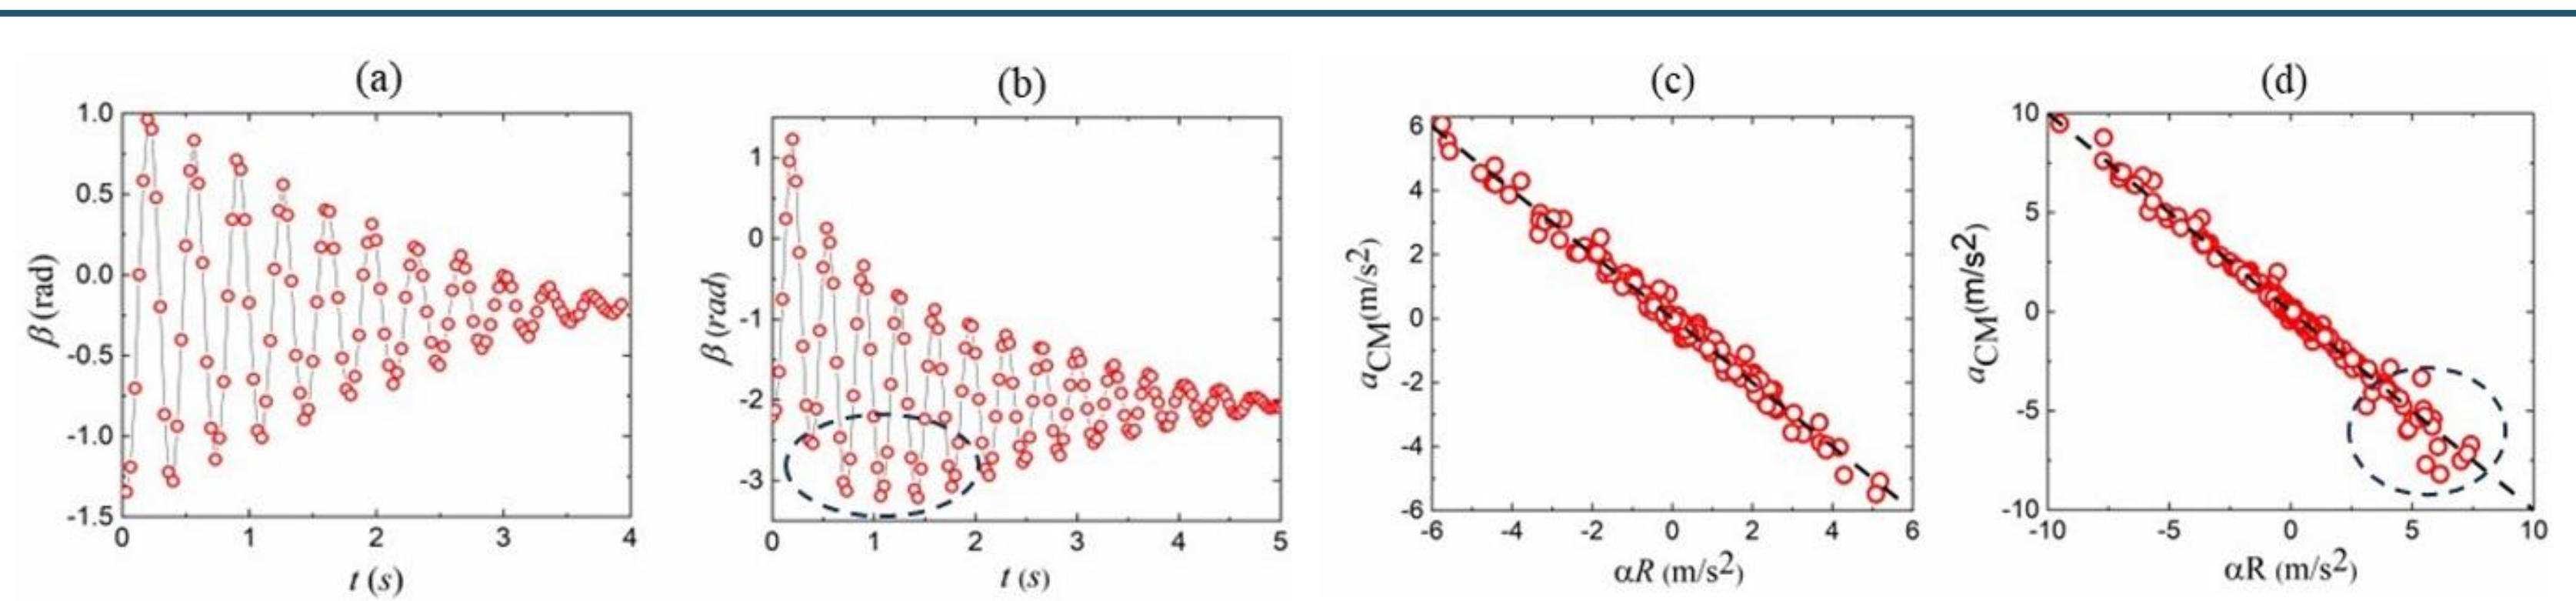 (a)
1.0
0.5
0.0
-0.5
-1.0
-1.5
β (rad)
0 1 2 3 4
t (s)
(b)
1
0
-1
-2
-3
β (rad)
0 1 2 3 4 5
t (s)
(c)
6
4
2
0
-2
-4
-6
aCM(m/s2)
-6 -4 -2 0 2 4 6
αR (m/s2)
(d)
10
5
0
-5
-10
aCM(m/s2)
-10 -5 0 5 10
αR (m/s2)